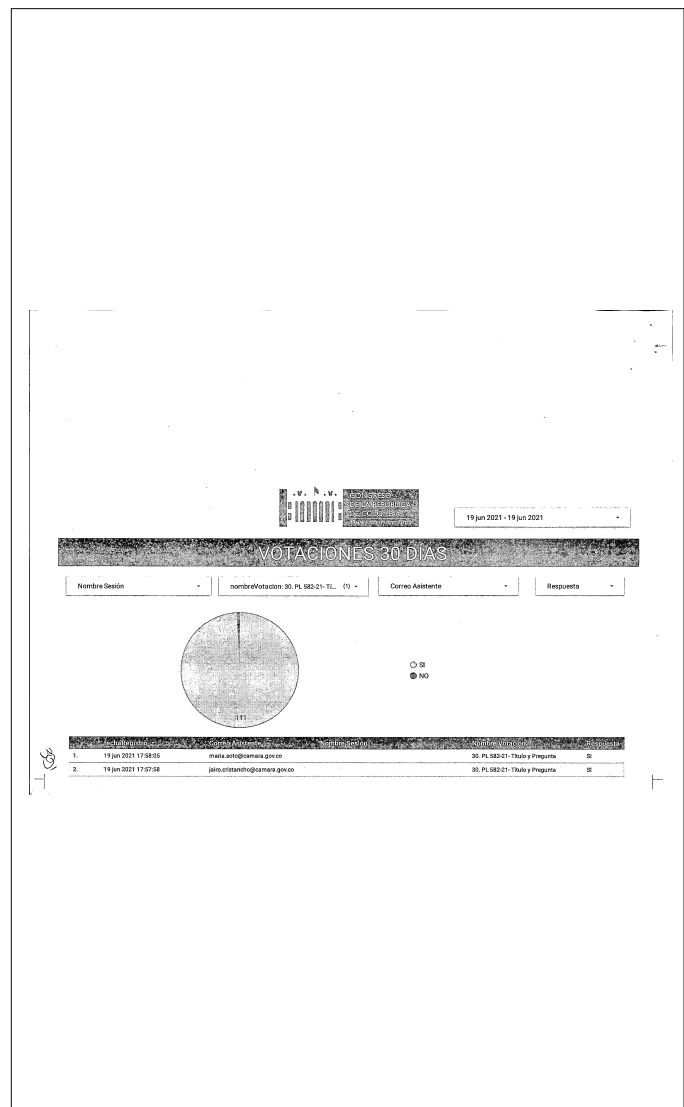 CONGRESO
DE LA REPÚBLICA
DE COLOMBIA
19 jun 2021 - 19 jun 2021
VOTACIONES 30 DÍAS
Nombre Sesión
nombreVotacion: 30. PL 582-21- Tí... (1)
Correo Asistente
Respuesta
SI
NO
111
FechaRegistro Correo Asistente Nombre Sesión Nombre Votación Respuesta
1. 19 jun 2021 17:58:05 maria.soto@camara.gov.co 30. PL 582-21- Título y Pregunta SI
2. 19 jun 2021 17:57:58 jairo.cristancho@camara.gov.co 30. PL 582-21- Título y Pregunta SI